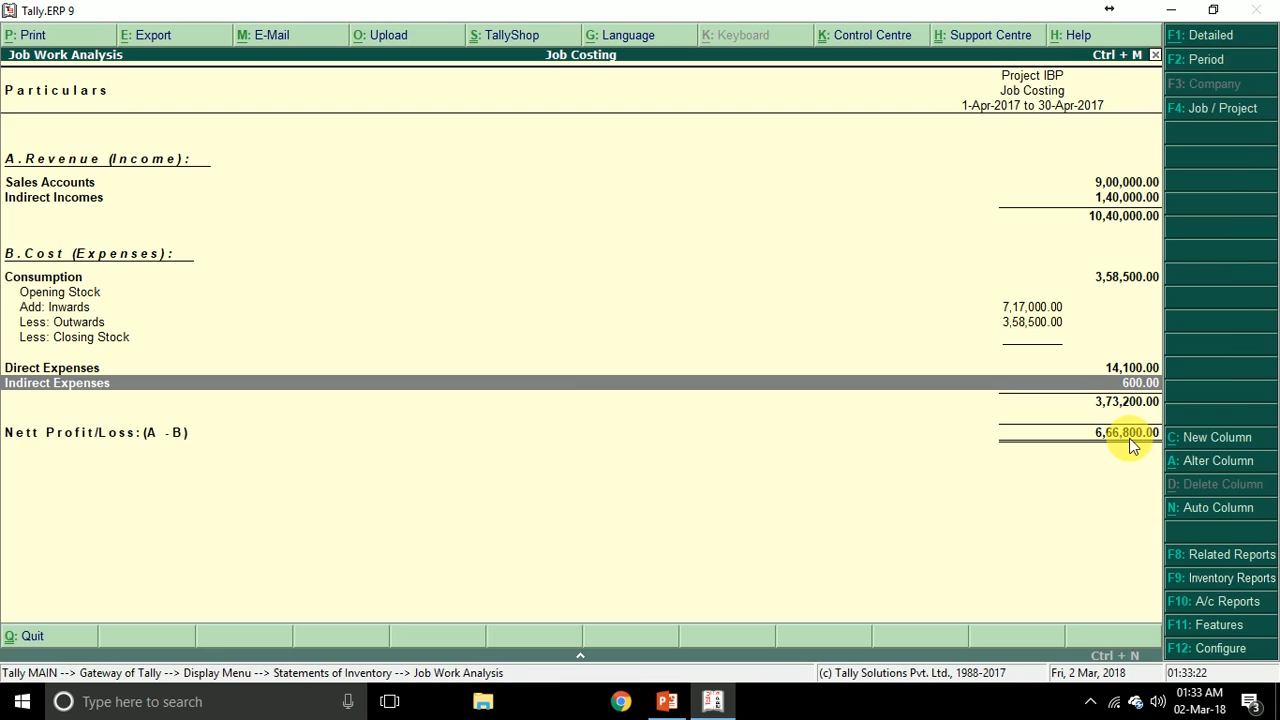 Tally.ERP 9
P: Print E: Export M: E-Mail O: Upload S: TallyShop G: Language K: Keyboard K: Control Centre H: Support Centre H: Help
Job Work Analysis Job Costing Ctrl + M
Particulars
Project IBP
Job Costing
1-Apr-2017 to 30-Apr-2017
A.Revenue (Income):
Sales Accounts 9,00,000.00
Indirect Incomes 1,40,000.00
10,40,000.00
B.Cost (Expenses):
Consumption 3,58,500.00
Opening Stock
Add: Inwards 7,17,000.00
Less: Outwards 3,58,500.00
Less: Closing Stock
Direct Expenses 14,100.00
Indirect Expenses 600.00
3,73,200.00
Nett Profit/Loss:(A - B) 6,66,800.00
F1: Detailed
F2: Period
F3: Company
F4: Job / Project
C: New Column
A: Alter Column
D: Delete Column
N: Auto Column
F8: Related Reports
F9: Inventory Reports
F10: A/c Reports
F11: Features
F12: Configure
Q: Quit
Ctrl + N
Tally MAIN --> Gateway of Tally --> Display Menu --> Statements of Inventory --> Job Work Analysis (c) Tally Solutions Pvt. Ltd., 1988-2017 Fri, 2 Mar, 2018 01:33:22
Type here to search
01:33 AM
02-Mar-18
3